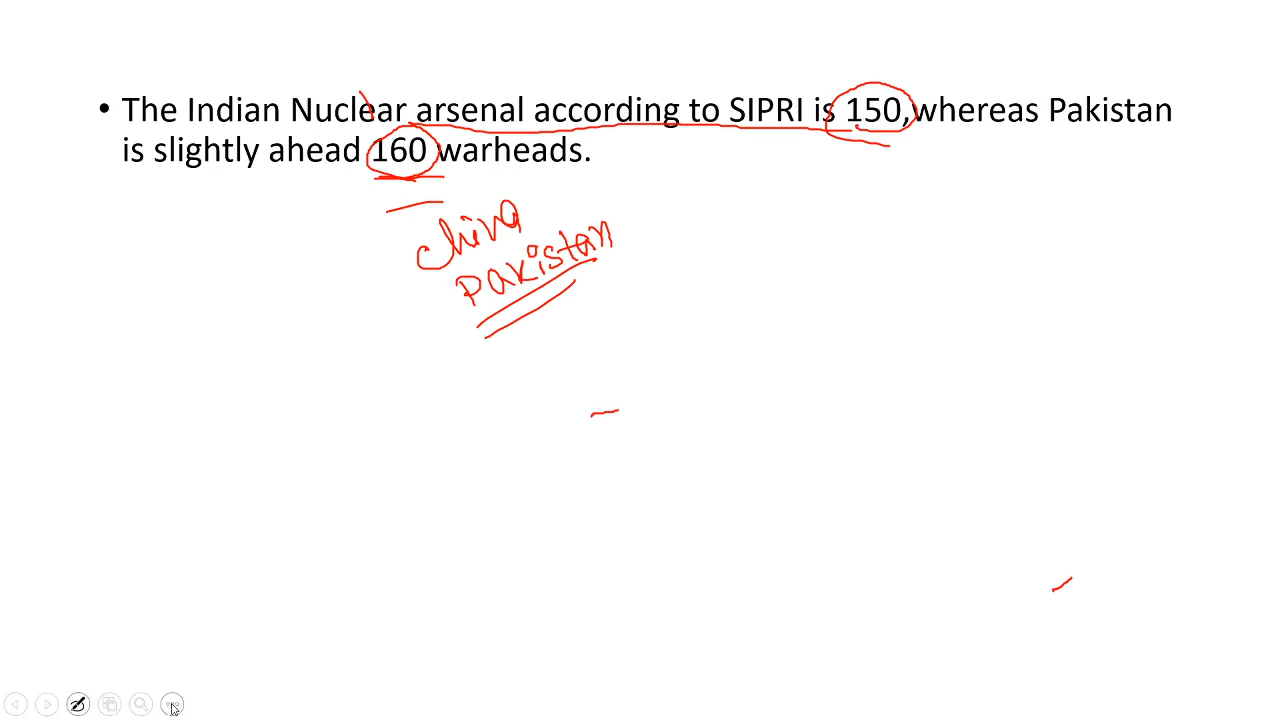 • The Indian Nuclear arsenal according to SIPRI is 150,whereas Pakistan
is slightly ahead 160 warheads.
China
Pakistan